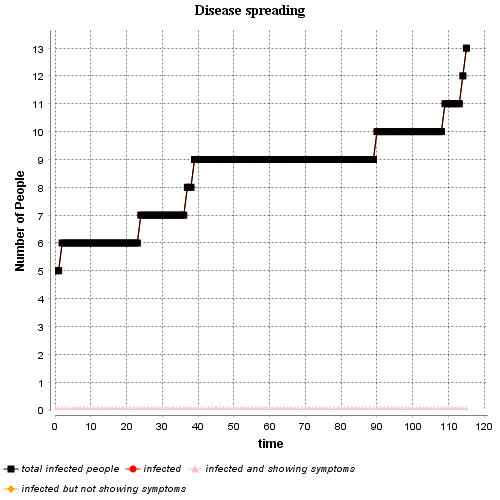 Disease spreading
Number of People
13
12
11
10
9
8
7
6
5
4
3
2
1
0
0 10 20 30 40 50 60 70 80 90 100 110 120
time
total infected people infected infected and showing symptoms
infected but not showing symptoms